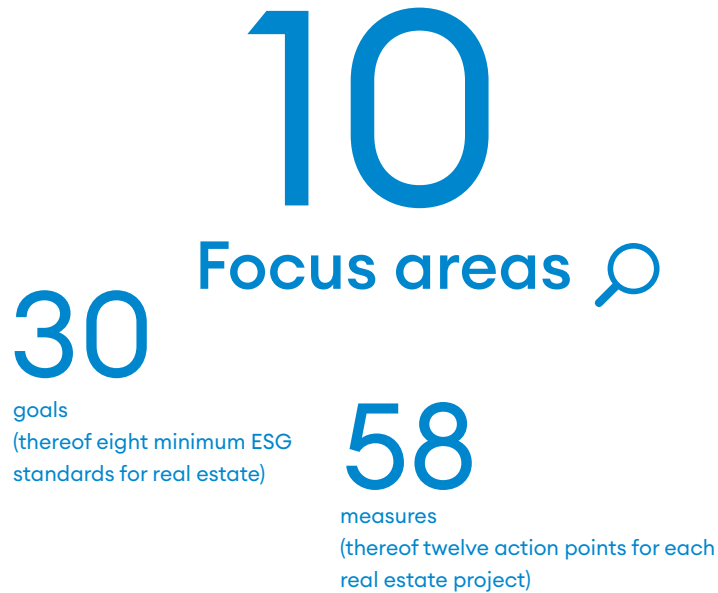 10
Focus areas
30
goals
(thereof eight minimum ESG
standards for real estate)
58
measures
(thereof twelve action points for each
real estate project)